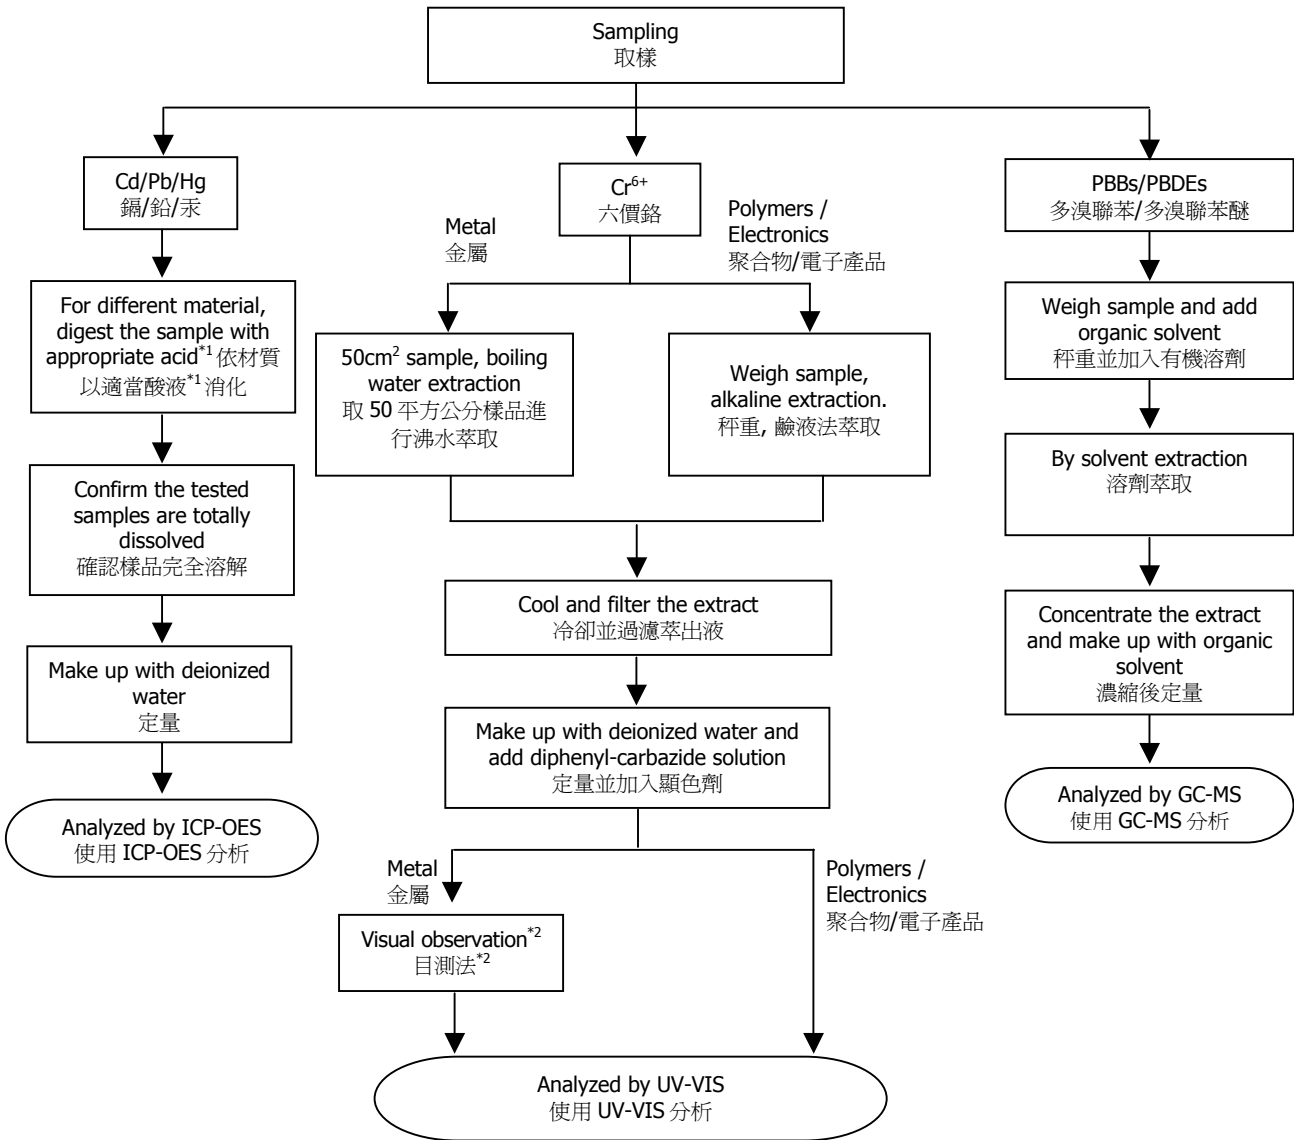 Sampling
取樣
Cd/Pb/Hg
鎘/鉛/汞
For different material,
digest the sample with
appropriate acid*1 依材質
以適當酸液*1 消化
Confirm the tested
samples are totally
dissolved
確認樣品完全溶解
Make up with deionized
water
定量
Analyzed by ICP-OES
使用 ICP-OES 分析
Cr6+
六價鉻
Metal
金屬
Polymers /
Electronics
聚合物/電子產品
50cm2 sample, boiling
water extraction
取 50 平方公分樣品進
行沸水萃取
Weigh sample,
alkaline extraction.
秤重, 鹼液法萃取
Cool and filter the extract
冷卻並過濾萃出液
Make up with deionized water and
add diphenyl-carbazide solution
定量並加入顯色劑
Metal
金屬
Polymers /
Electronics
聚合物/電子產品
Visual observation*2
目測法*2
Analyzed by UV-VIS
使用 UV-VIS 分析
PBBs/PBDEs
多溴聯苯/多溴聯苯醚
Weigh sample and add
organic solvent
秤重並加入有機溶劑
By solvent extraction
溶劑萃取
Concentrate the extract
and make up with organic
solvent
濃縮後定量
Analyzed by GC-MS
使用 GC-MS 分析